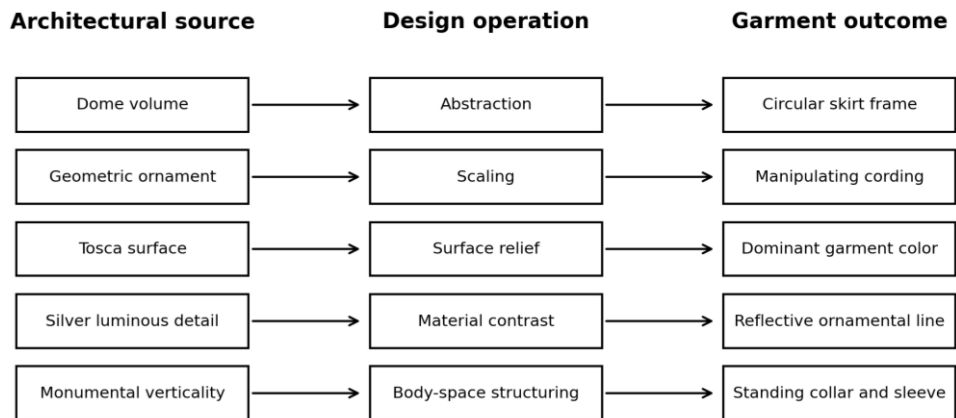 Architectural source Design operation Garment outcome
Dome volume Abstraction Circular skirt frame
Geometric ornament Scaling Manipulating cording
Tosca surface Surface relief Dominant garment color
Silver luminous detail Material contrast Reflective ornamental line
Monumental verticality Body-space structuring Standing collar and sleeve